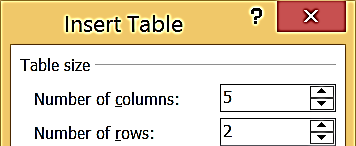 Insert Table ?
Table size
Number of columns: 5
Number of rows: 2